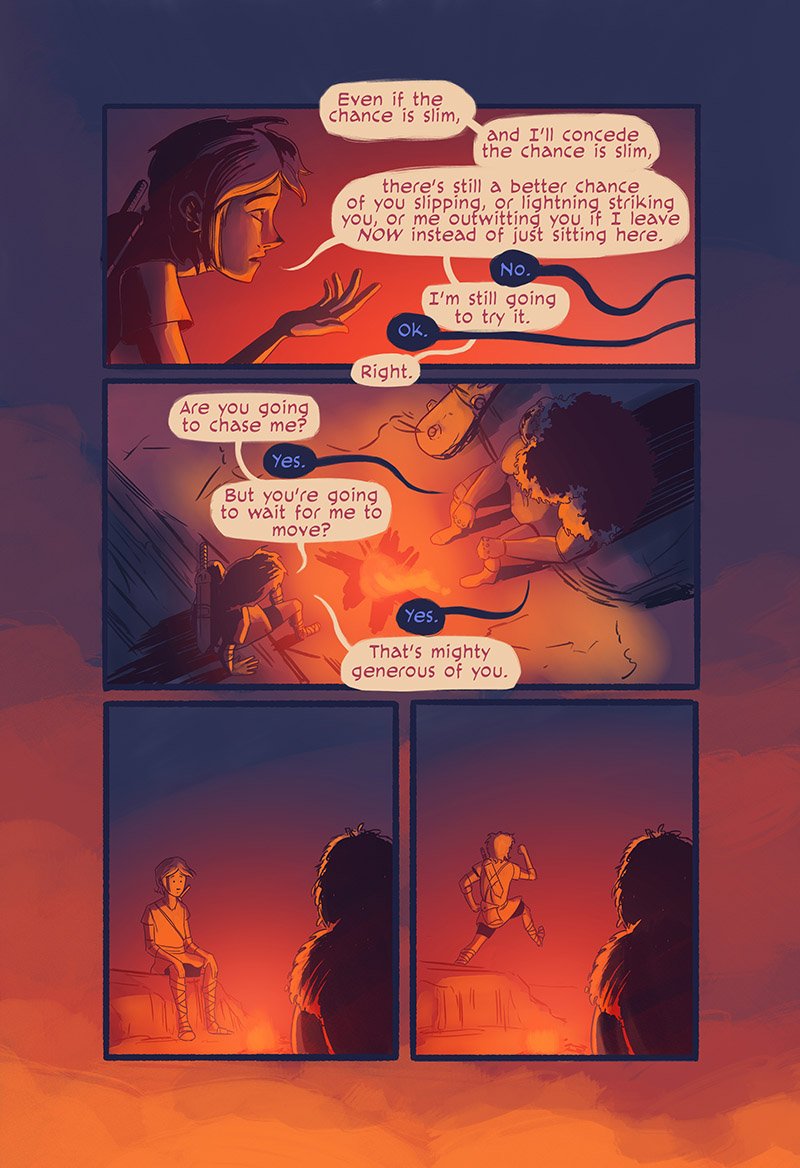 Even if the
chance is slim,
and I'll concede
the chance is slim,
there's still a better chance
of you slipping, or lightning striking
you, or me outwitting you if I leave
NOW instead of just sitting here.
No.
I'm still going
to try it.
Ok.
Right.
Are you going
to chase me?
Yes.
But you're going
to wait for me to
move?
Yes.
That's mighty
generous of you.